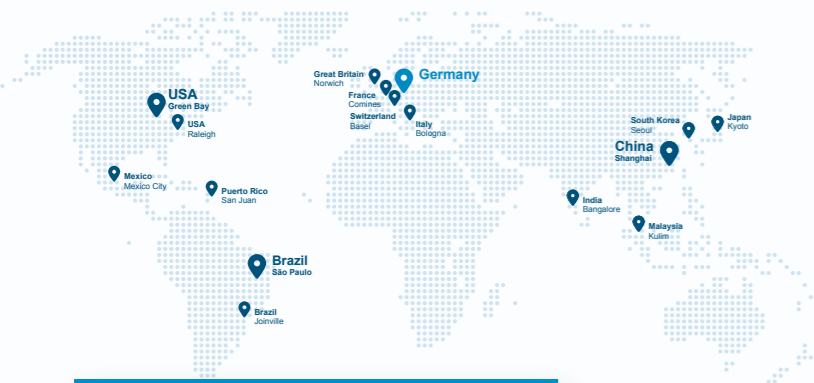 Great Britain
Norwich
Germany
USA
Green Bay
France
Comines
USA
Raleigh
Switzerland
Basel
Italy
Bologna
South Korea
Seoul
Japan
Kyoto
China
Shanghai
Mexico
Mexico City
Puerto Rico
San Juan
India
Bangalore
Malaysia
Kulim
Brazil
São Paulo
Brazil
Joinville